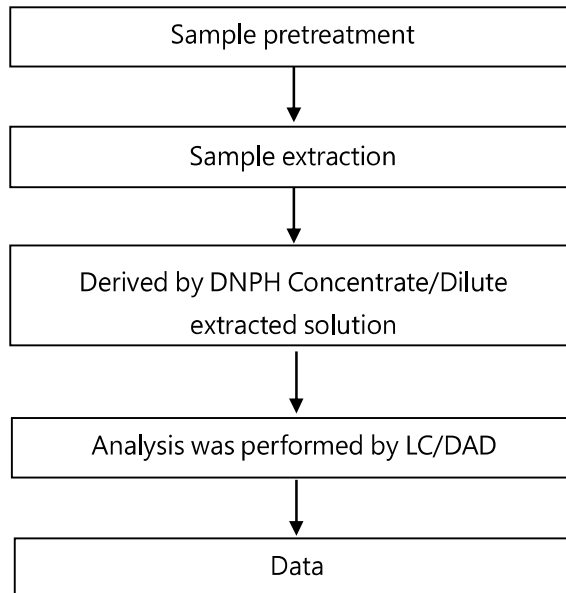 Sample pretreatment
Sample extraction
Derived by DNPH Concentrate/Dilute
extracted solution
Analysis was performed by LC/DAD
Data